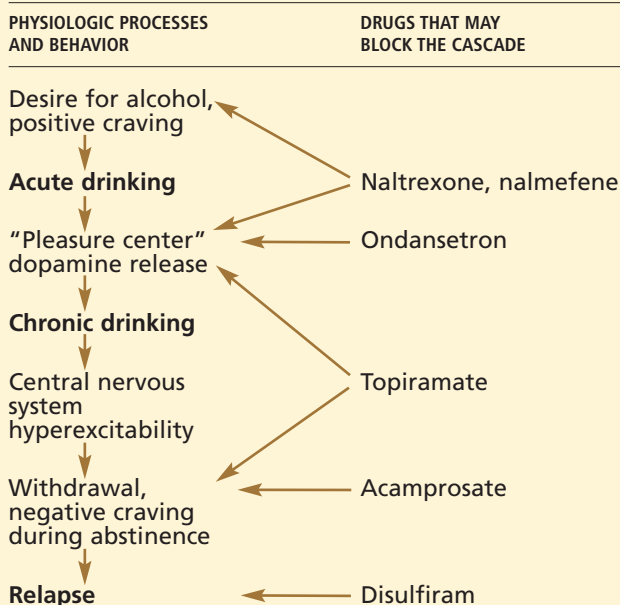 PHYSIOLOGIC PROCESSES
AND BEHAVIOR
DRUGS THAT MAY
BLOCK THE CASCADE
Desire for alcohol,
positive craving
Acute drinking
Naltrexone, nalmefene
“Pleasure center”
dopamine release
Ondansetron
Chronic drinking
Central nervous
system
hyperexcitability
Topiramate
Withdrawal,
negative craving
during abstinence
Acamprosate
Relapse
Disulfiram